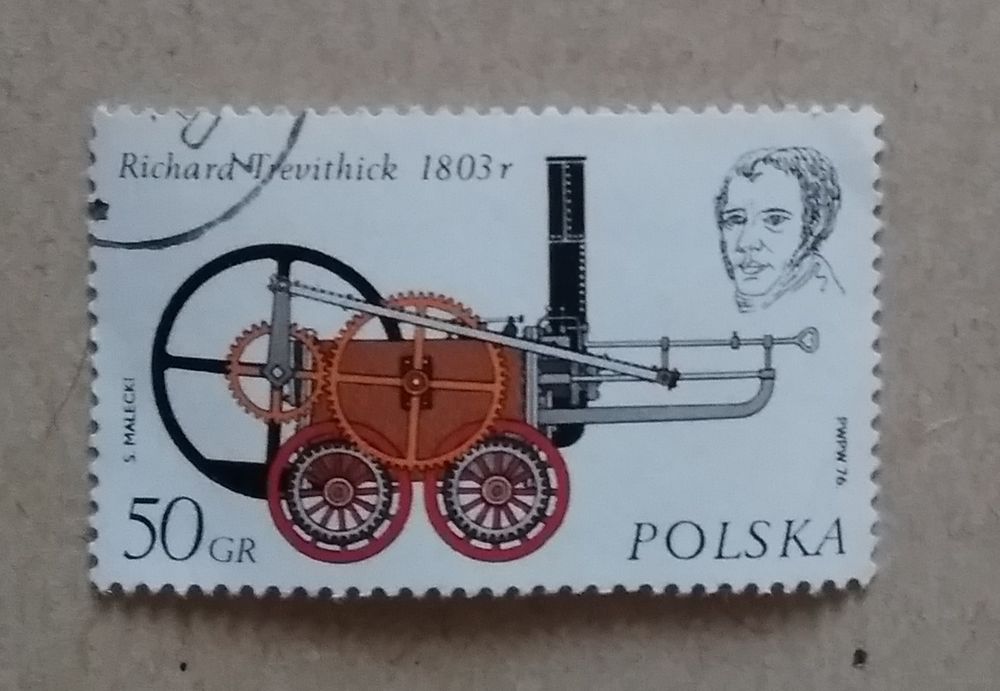 Richard Trevithick 1803 r
S. MAŁECKI
PWPW 76.
50 GR
POLSKA